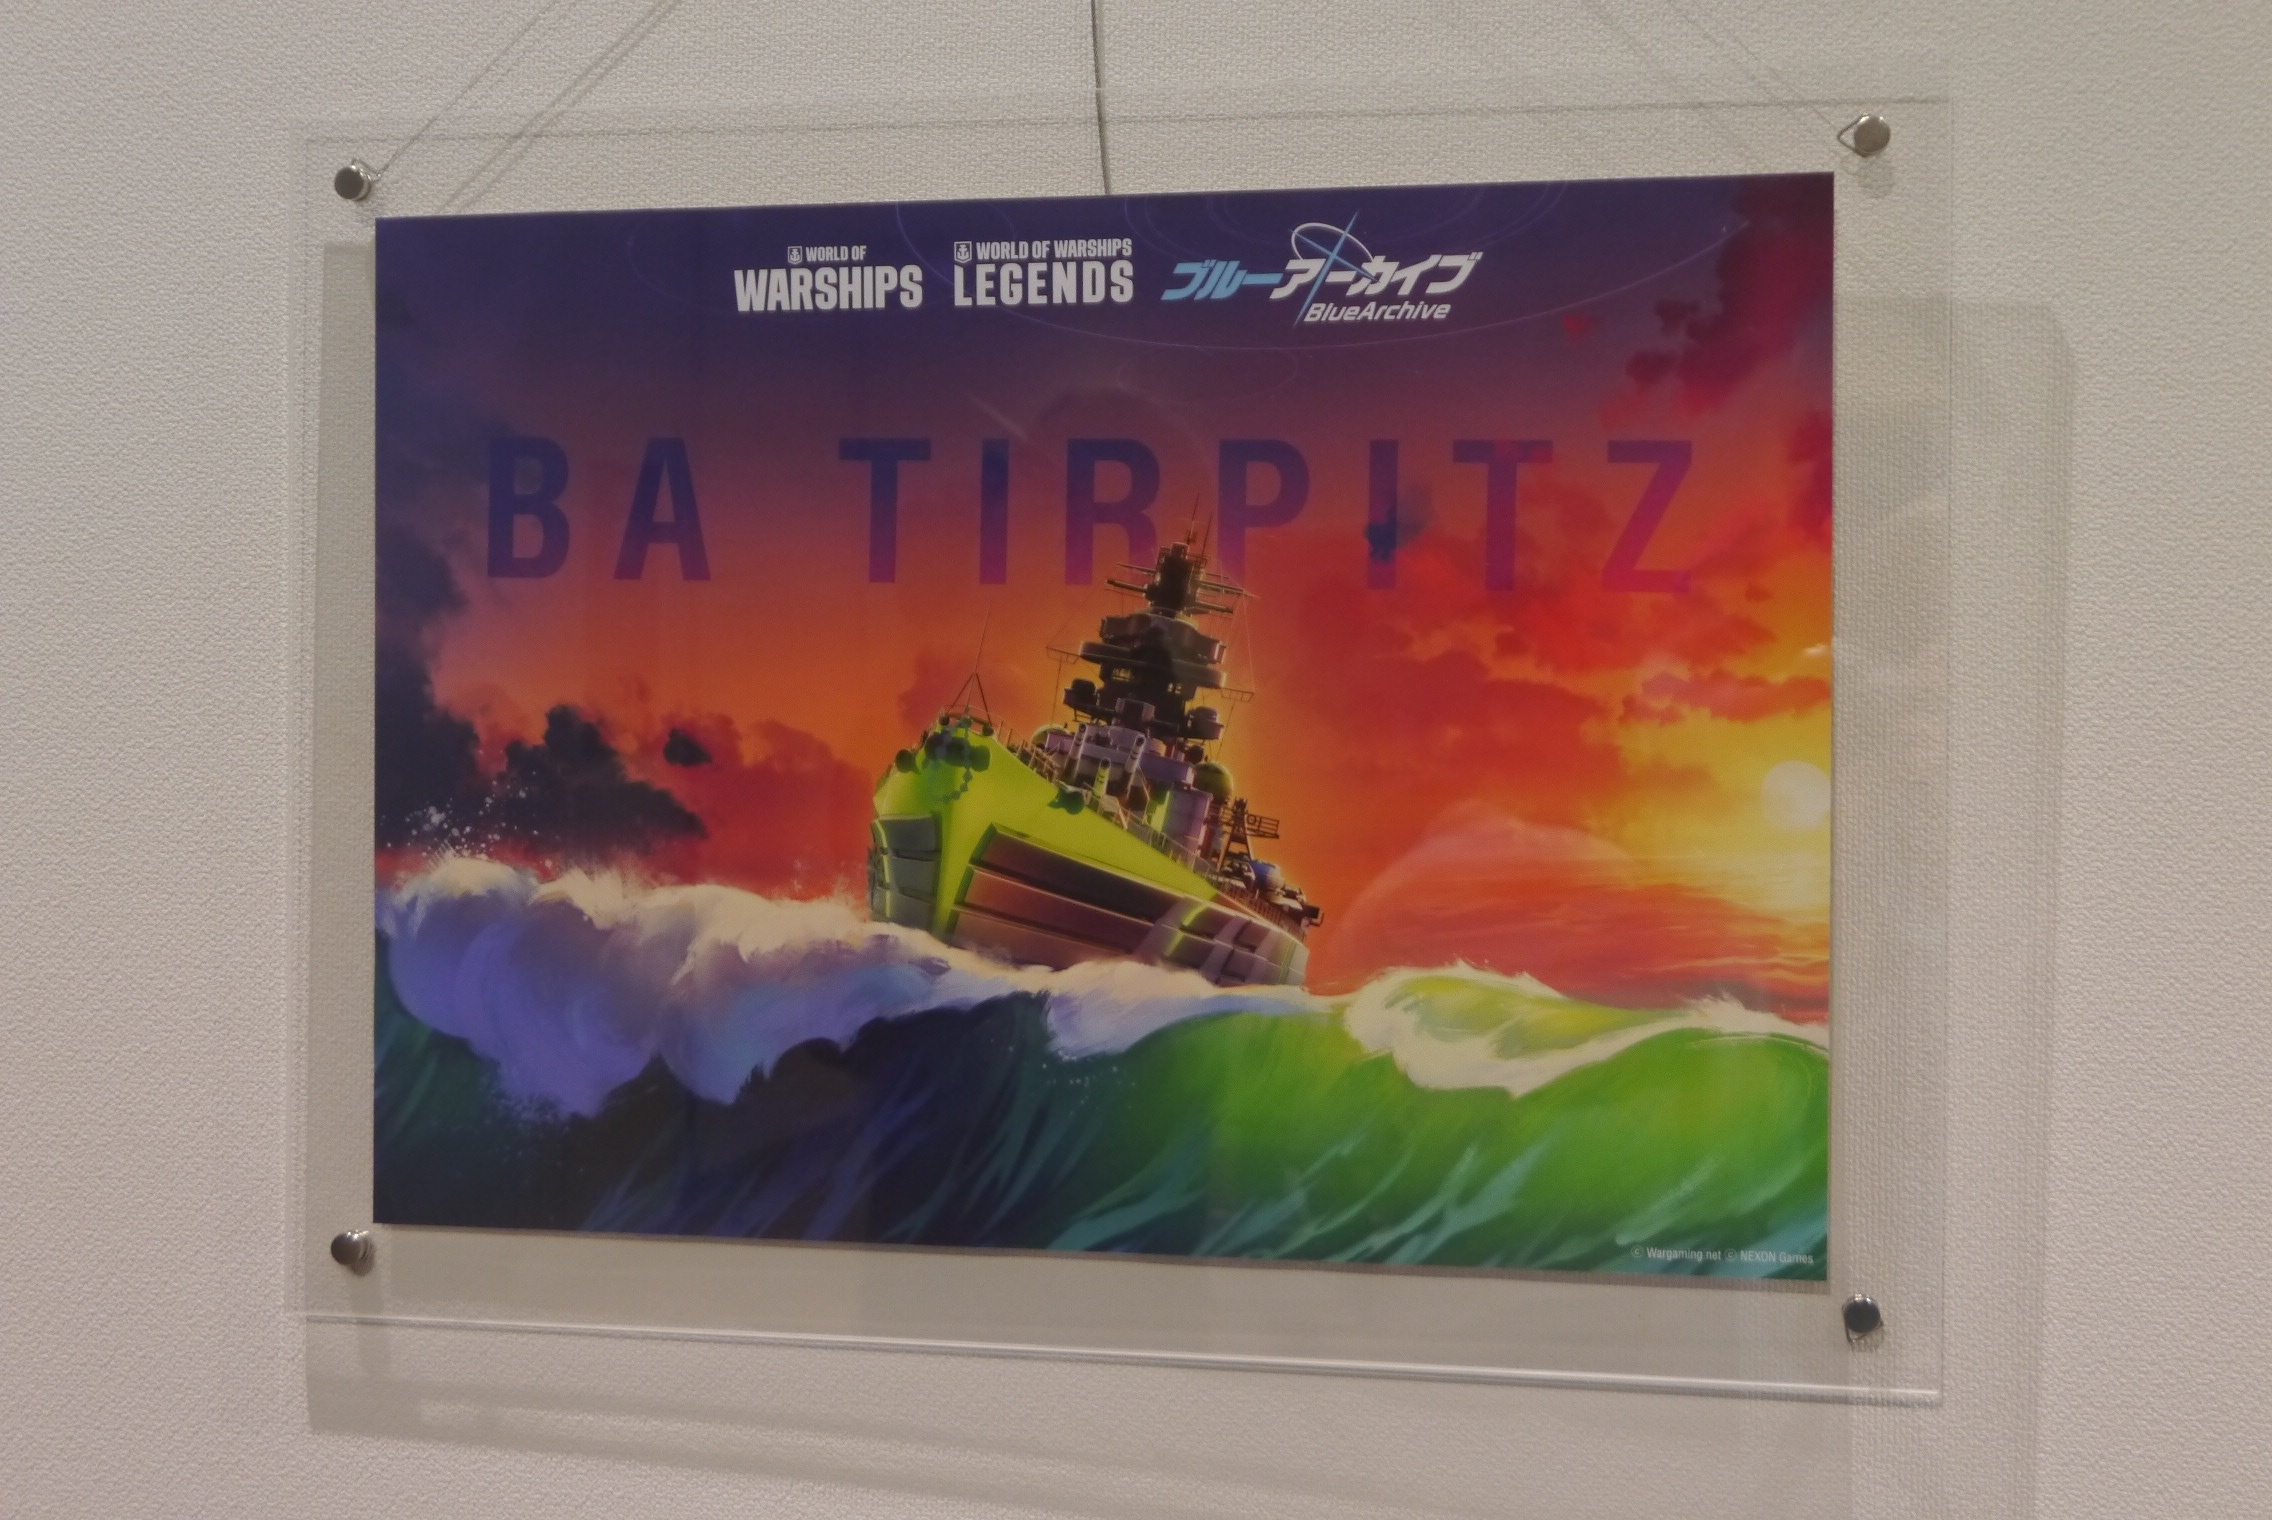 WORLD OF
WARSHIPS
WORLD OF WARSHIPS
LEGENDS
ブルーアーカイブ
BlueArchive
BA TIRPITZ
© Wargaming.net © NEXON Games